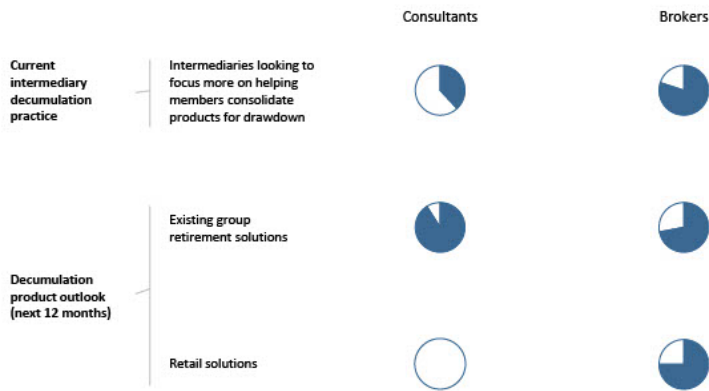 Consultants
Brokers
Current
intermediary
decumulation
practice
Intermediaries looking to
focus more on helping
members consolidate
products for drawdown
Existing group
retirement solutions
Decumulation
product outlook
(next 12 months)
Retail solutions